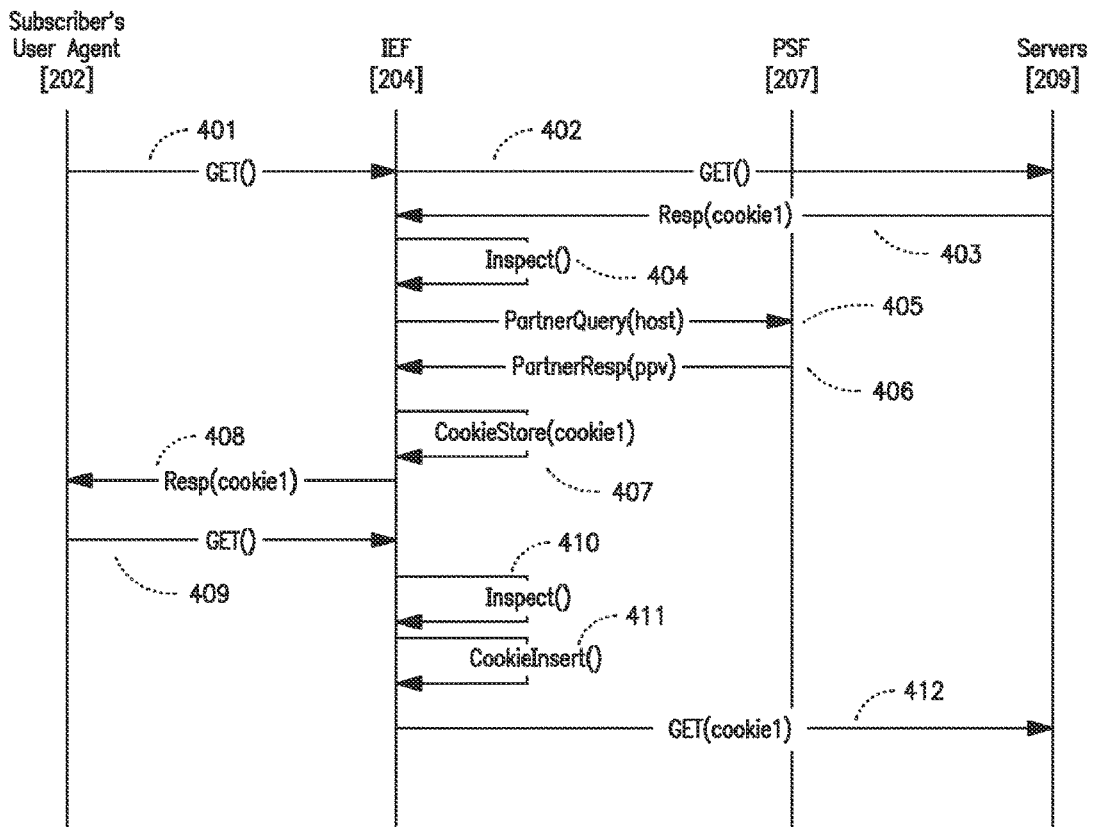 Subscriber's
User Agent
[202]
IEF
[204]
PSF
[207]
Servers
[209]
401
402
GET()
GET()
Resp(cookie1)
403
Inspect()
404
PartnerQuery(host)
405
PartnerResp(ppv)
406
CookieStore(cookie1)
408
Resp(cookie1)
407
GET()
410
409
Inspect()
411
CookieInsert()
412
GET(cookie1)